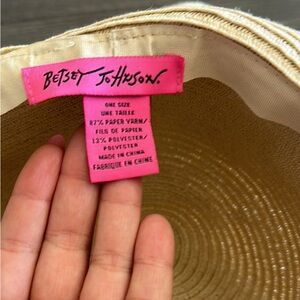 BETSEY JOHNSON.
ONE SIZE
UNE TAILLE
87% PAPER YARN/
FILS DE PAPIER
13% POLYESTER/
POLYESTER
MADE IN CHINA
FABRIQUE EN CHINE